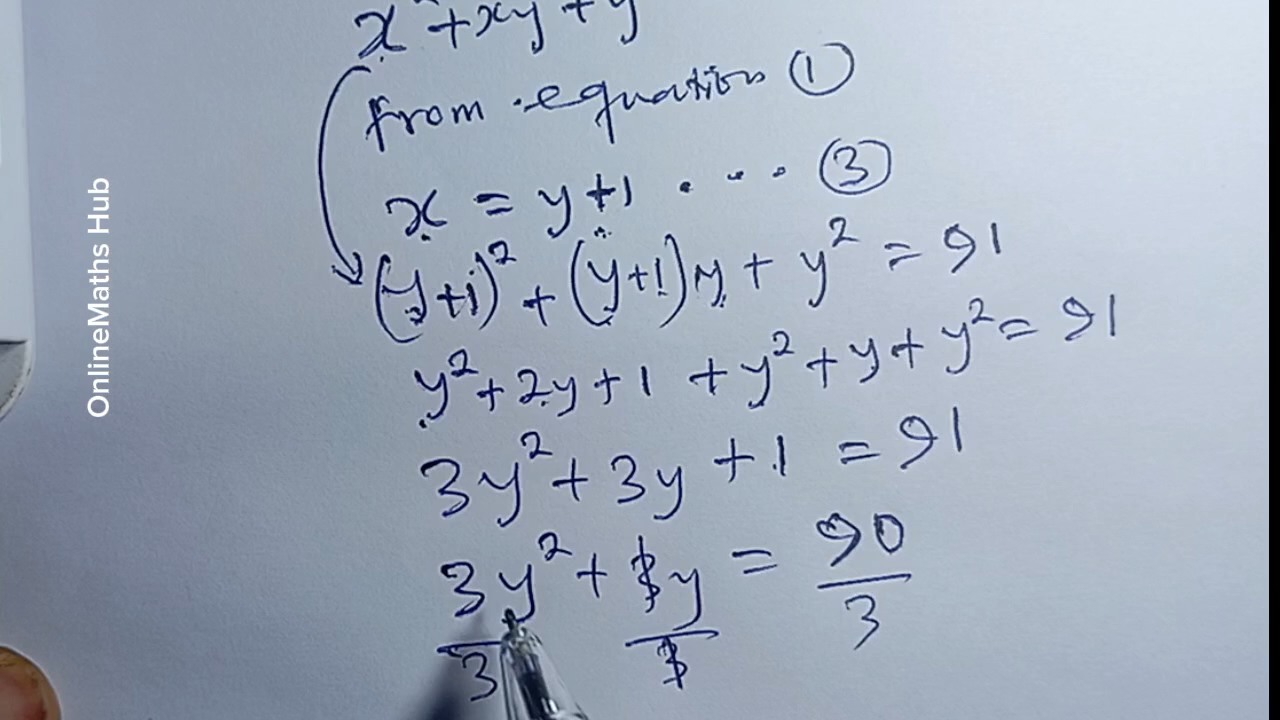 x² + xy + y
from equation ①
x = y+1 . . . . ③
(y+1)² + (y+1)y + y² = 91
y² + 2y + 1 + y² + y + y² = 91
3y² + 3y + 1 = 91
3y² + 3y = 90
3 3 3
OnlineMaths Hub